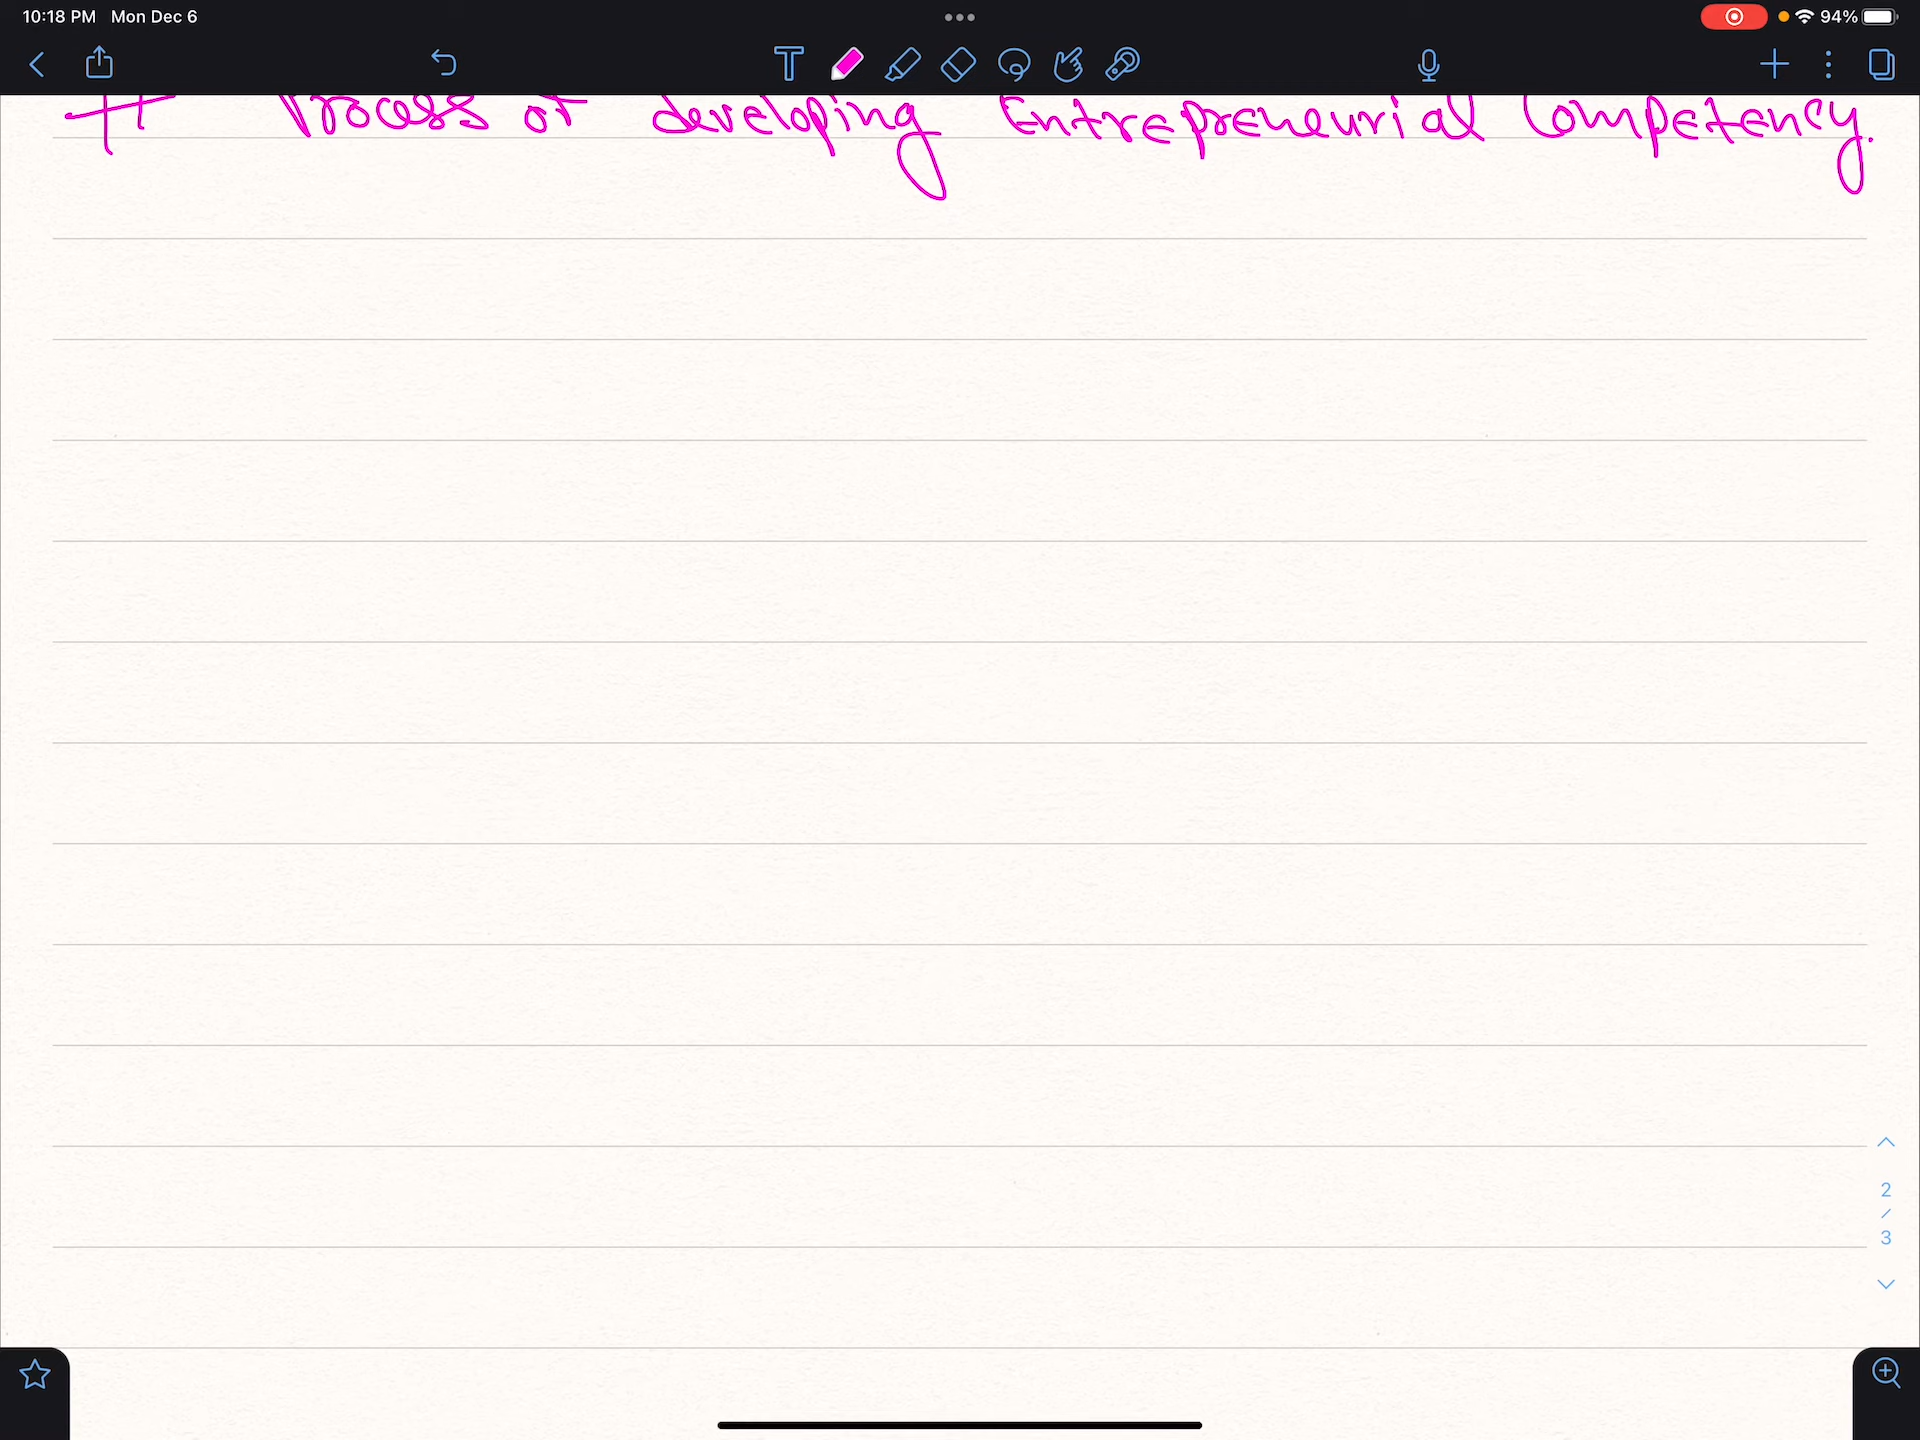 10:18 PM Mon Dec 6
94%
# Process of developing Entrepreneurial Competency.
2
/
3